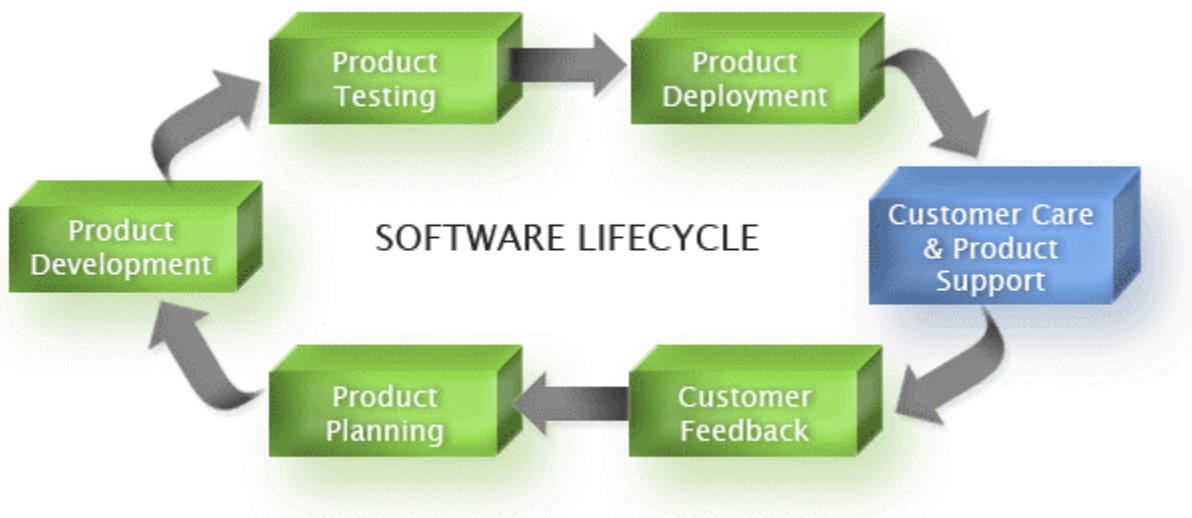 Product
Testing
Product
Deployment
Product
Development
SOFTWARE LIFECYCLE
Customer Care
& Product
Support
Product
Planning
Customer
Feedback